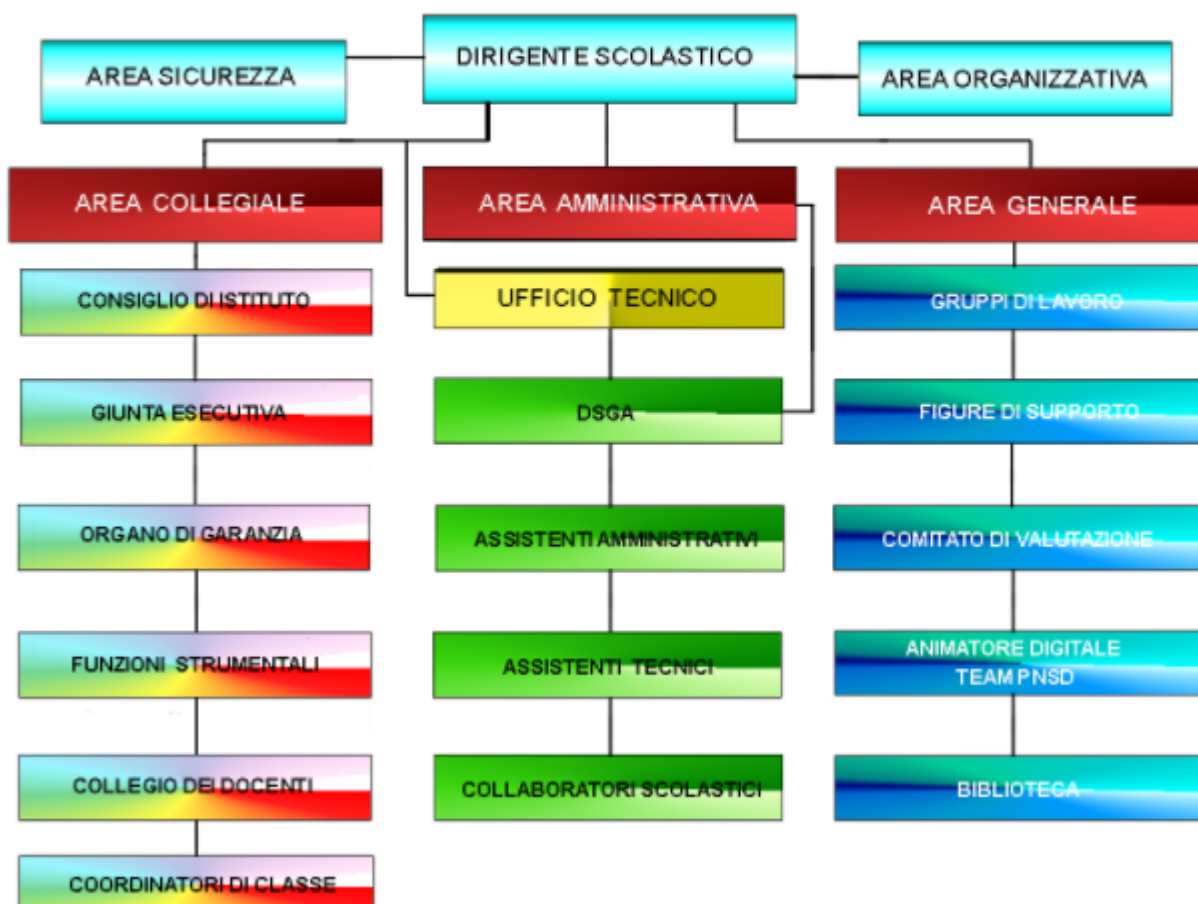 DIRIGENTE SCOLASTICO
AREA SICUREZZA
AREA ORGANIZZATIVA
AREA COLLEGIALE
AREA AMMINISTRATIVA
AREA GENERALE
CONSIGLIO DI ISTITUTO
UFFICIO TECNICO
GRUPPI DI LAVORO
GIUNTA ESECUTIVA
DSGA
FIGURE DI SUPPORTO
ORGANO DI GARANZIA
ASSISTENTI AMMINISTRATIVI
COMITATO DI VALUTAZIONE
FUNZIONI STRUMENTALI
ASSISTENTI TECNICI
ANIMATORE DIGITALE
TEAM PNSD
COLLEGIO DEI DOCENTI
COLLABORATORI SCOLASTICI
BIBLIOTECA
COORDINATORI DI CLASSE